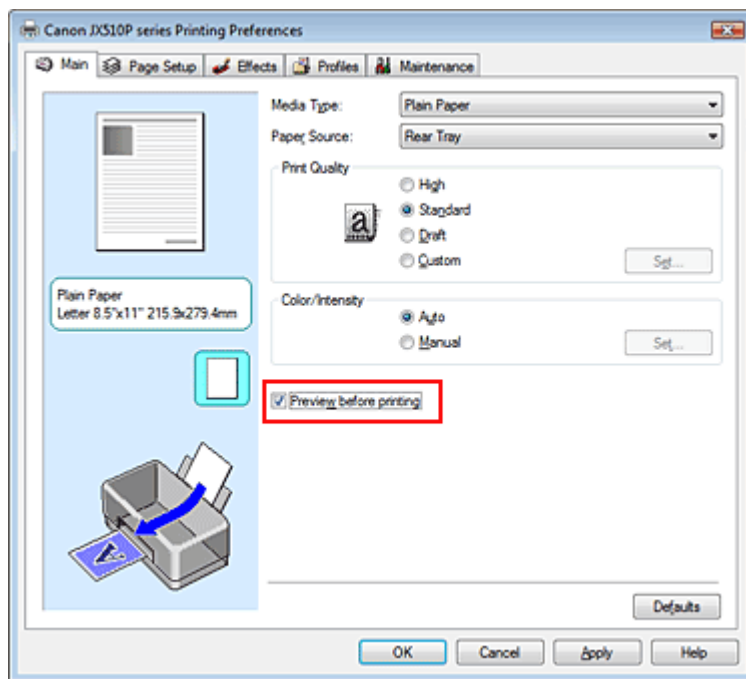 Canon JX510P series Printing Preferences
Main Page Setup Effects Profiles Maintenance
Media Type: Plain Paper
Paper Source: Rear Tray
Print Quality
High
Standard
Draft
Custom
Set...
Plain Paper
Letter 8.5"x11" 215.9x279.4mm
Color/Intensity
Auto
Manual
Set...
Preview before printing
Defaults
OK Cancel Apply Help